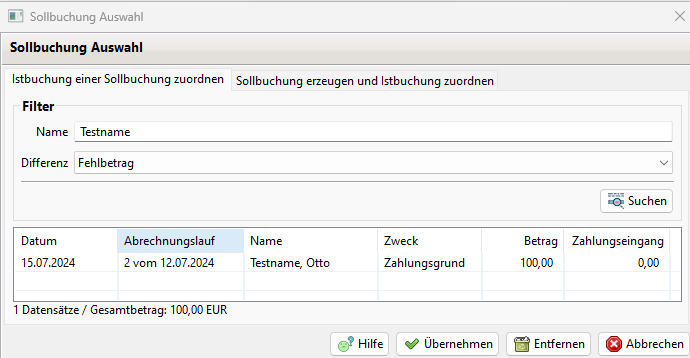 Sollbuchung Auswahl
Sollbuchung Auswahl
Istbuchung einer Sollbuchung zuordnen Sollbuchung erzeugen und Istbuchung zuordnen
Filter
Name Testname
Differenz Fehlbetrag
Suchen
Datum Abrechnungslauf Name Zweck Betrag Zahlungseingang
15.07.2024 2 vom 12.07.2024 Testname, Otto Zahlungsgrund 100,00 0,00
1 Datensätze / Gesamtbetrag: 100,00 EUR
Hilfe Übernehmen Entfernen Abbrechen